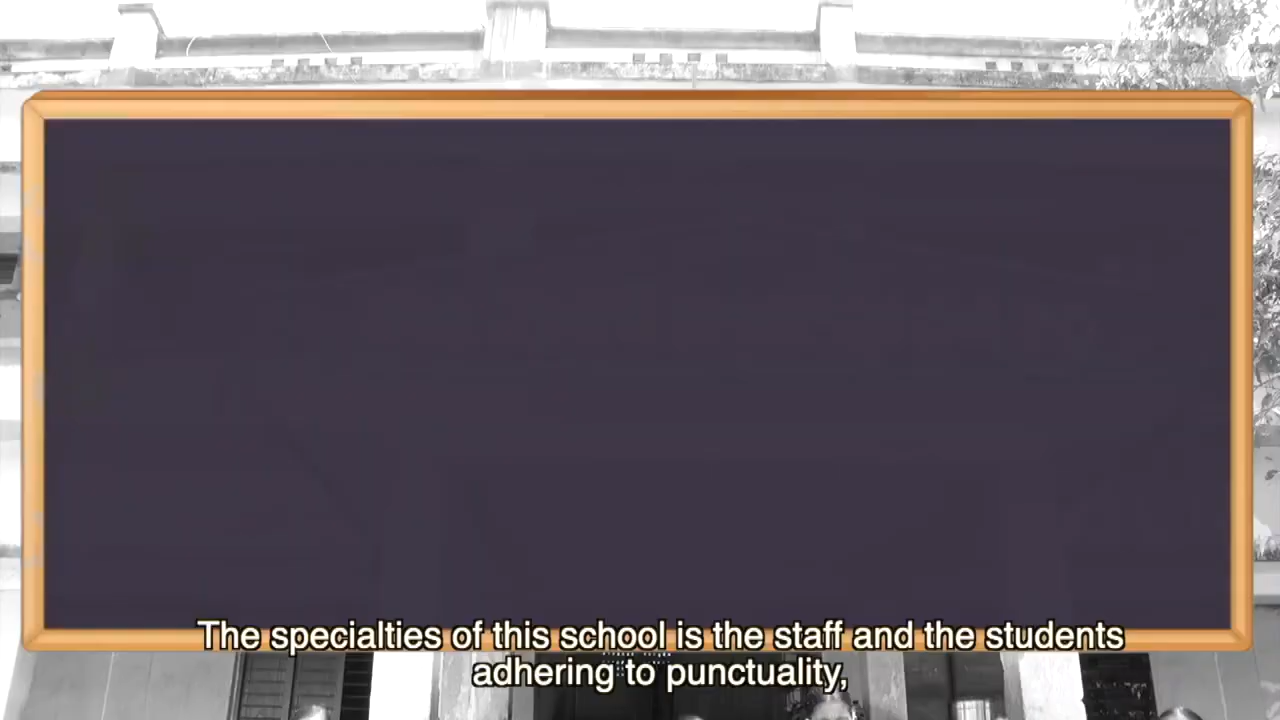 The specialties of this school is the staff and the students
adhering to punctuality,